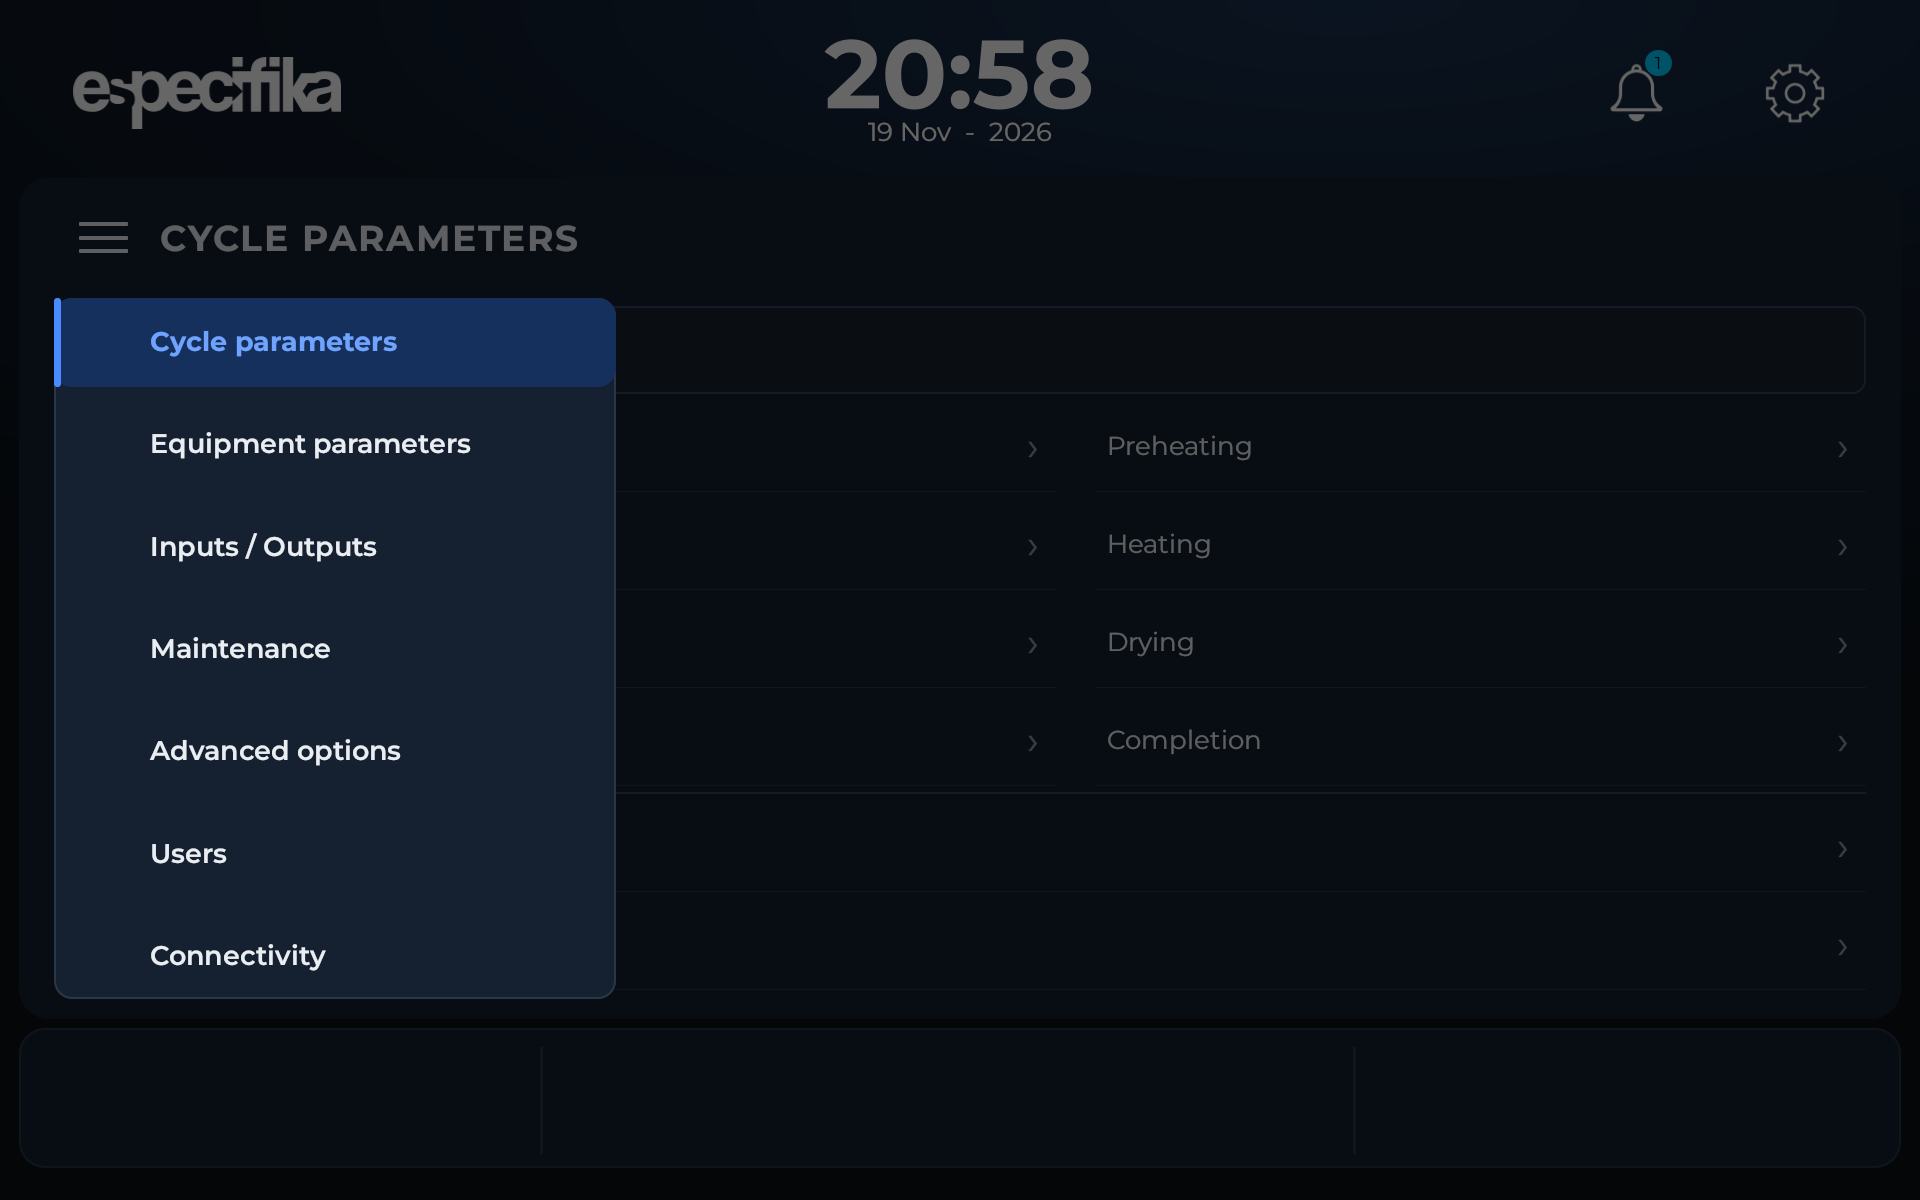 especifika
20:58
19 Nov - 2026
1
CYCLE PARAMETERS
Cycle parameters
Equipment parameters
Inputs / Outputs
Maintenance
Advanced options
Users
Connectivity
Preheating
Heating
Drying
Completion